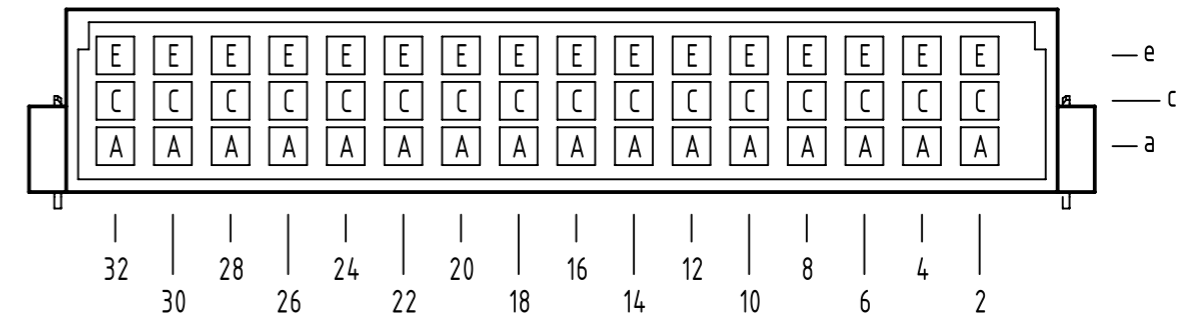 E E E E E E E E E E E E E E E E e
C C C C C C C C C C C C C C C C c
A A A A A A A A A A A A A A A A a
32 28 24 20 16 12 8 4
30 26 22 18 14 10 6 2